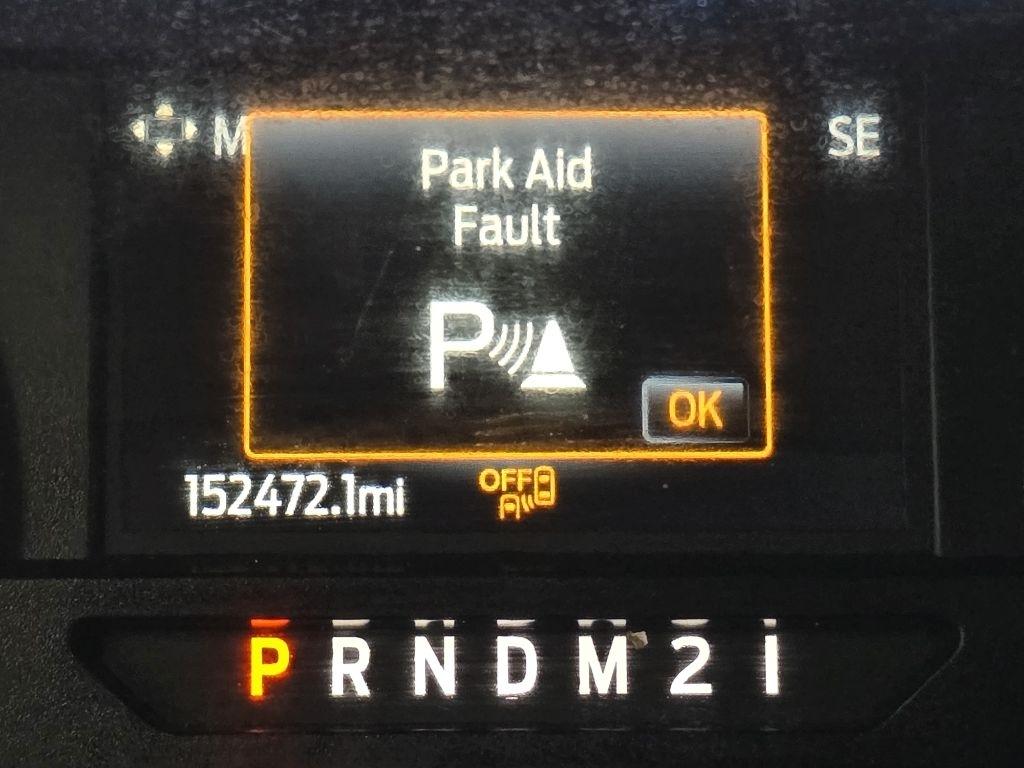 M
SE
Park Aid
Fault
P
OK
152472.1mi
OFF
P R N D M 2 1